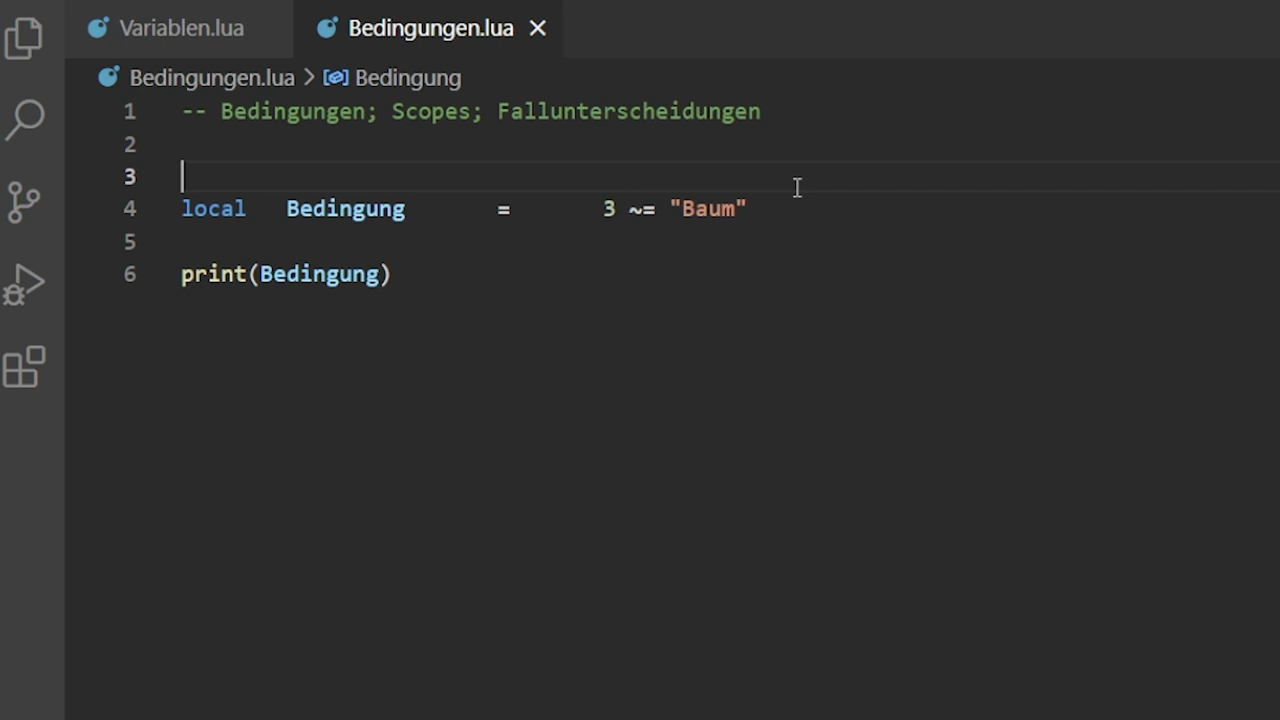 Variablen.lua
Bedingungen.lua
Bedingungen.lua > Bedingung
1 -- Bedingungen; Scopes; Fallunterscheidungen
2
3
4 local Bedingung = 3 ~= "Baum"
5
6 print(Bedingung)